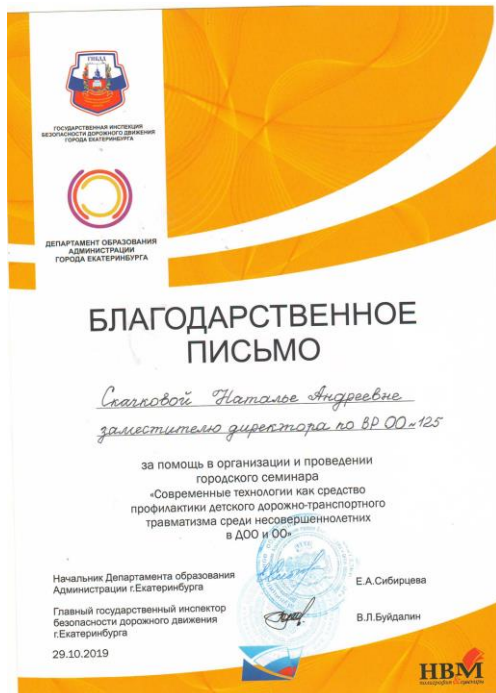 ГИБДД
ГОСУДАРСТВЕННАЯ ИНСПЕКЦИЯ
БЕЗОПАСНОСТИ ДОРОЖНОГО ДВИЖЕНИЯ
ГОРОДА ЕКАТЕРИНБУРГА
ДЕПАРТАМЕНТ ОБРАЗОВАНИЯ
АДМИНИСТРАЦИИ
ГОРОДА ЕКАТЕРИНБУРГА
БЛАГОДАРСТВЕННОЕ
ПИСЬМО
Скачковой Наталье Андреевне
заместителю директора по ВР ОО №125
за помощь в организации и проведении
городского семинара
«Современные технологии как средство
профилактики детского дорожно-транспортного
травматизма среди несовершеннолетних
в ДОО и ОО»
Начальник Департамента образования
Администрации г.Екатеринбурга
Е.А.Сибирцева
Главный государственный инспектор
безопасности дорожного движения
г.Екатеринбурга
В.Л.Буйдалин
29.10.2019
НВМ
полиграфия сувениры